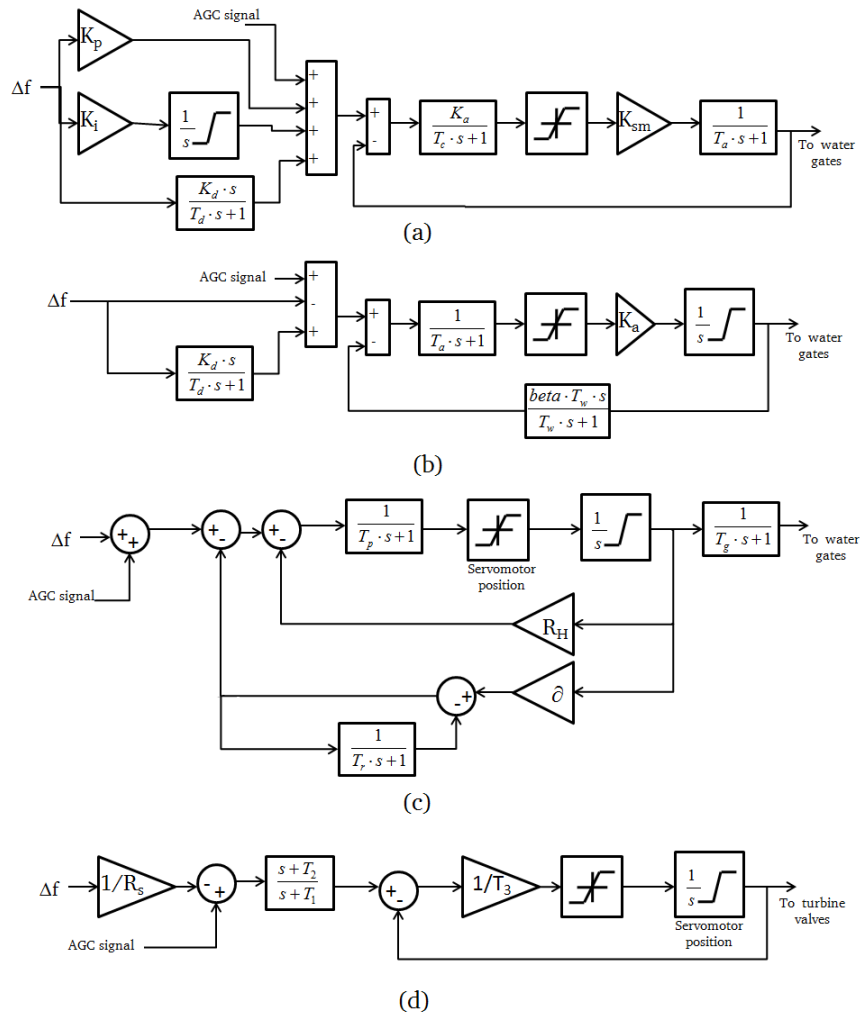 AGC signal
K_p
Δf
K_i
1/s
K_d · s / T_d · s + 1
+
+
+
+
+
-
K_a / T_c · s + 1
K_sm
1 / T_a · s + 1
To water
gates
(a)
AGC signal
Δf
+
-
+
K_d · s / T_d · s + 1
+
-
1 / T_a · s + 1
K_a
1/s
To water
gates
beta · T_w · s / T_w · s + 1
(b)
Δf
+
+
AGC signal
+
-
+
-
1 / T_p · s + 1
Servomotor
position
1/s
1 / T_g · s + 1
To water
gates
R_H
∂
-
+
-
1 / T_r · s + 1
(c)
Δf
1/R_s
-
+
AGC signal
s + T_2 / s + T_1
+
-
1/T_3
1/s
Servomotor
position
To turbine
valves
(d)